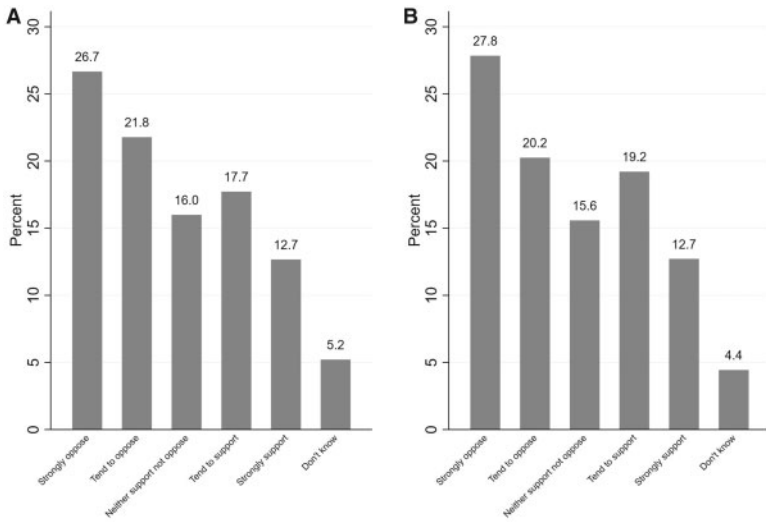 A
Percent
30
25
20
15
10
5
0
26.7
21.8
16.0
17.7
12.7
5.2
Strongly oppose
Tend to oppose
Neither support not oppose
Tend to support
Strongly support
Don't know
B
Percent
30
25
20
15
10
5
0
27.8
20.2
15.6
19.2
12.7
4.4
Strongly oppose
Tend to oppose
Neither support not oppose
Tend to support
Strongly support
Don't know